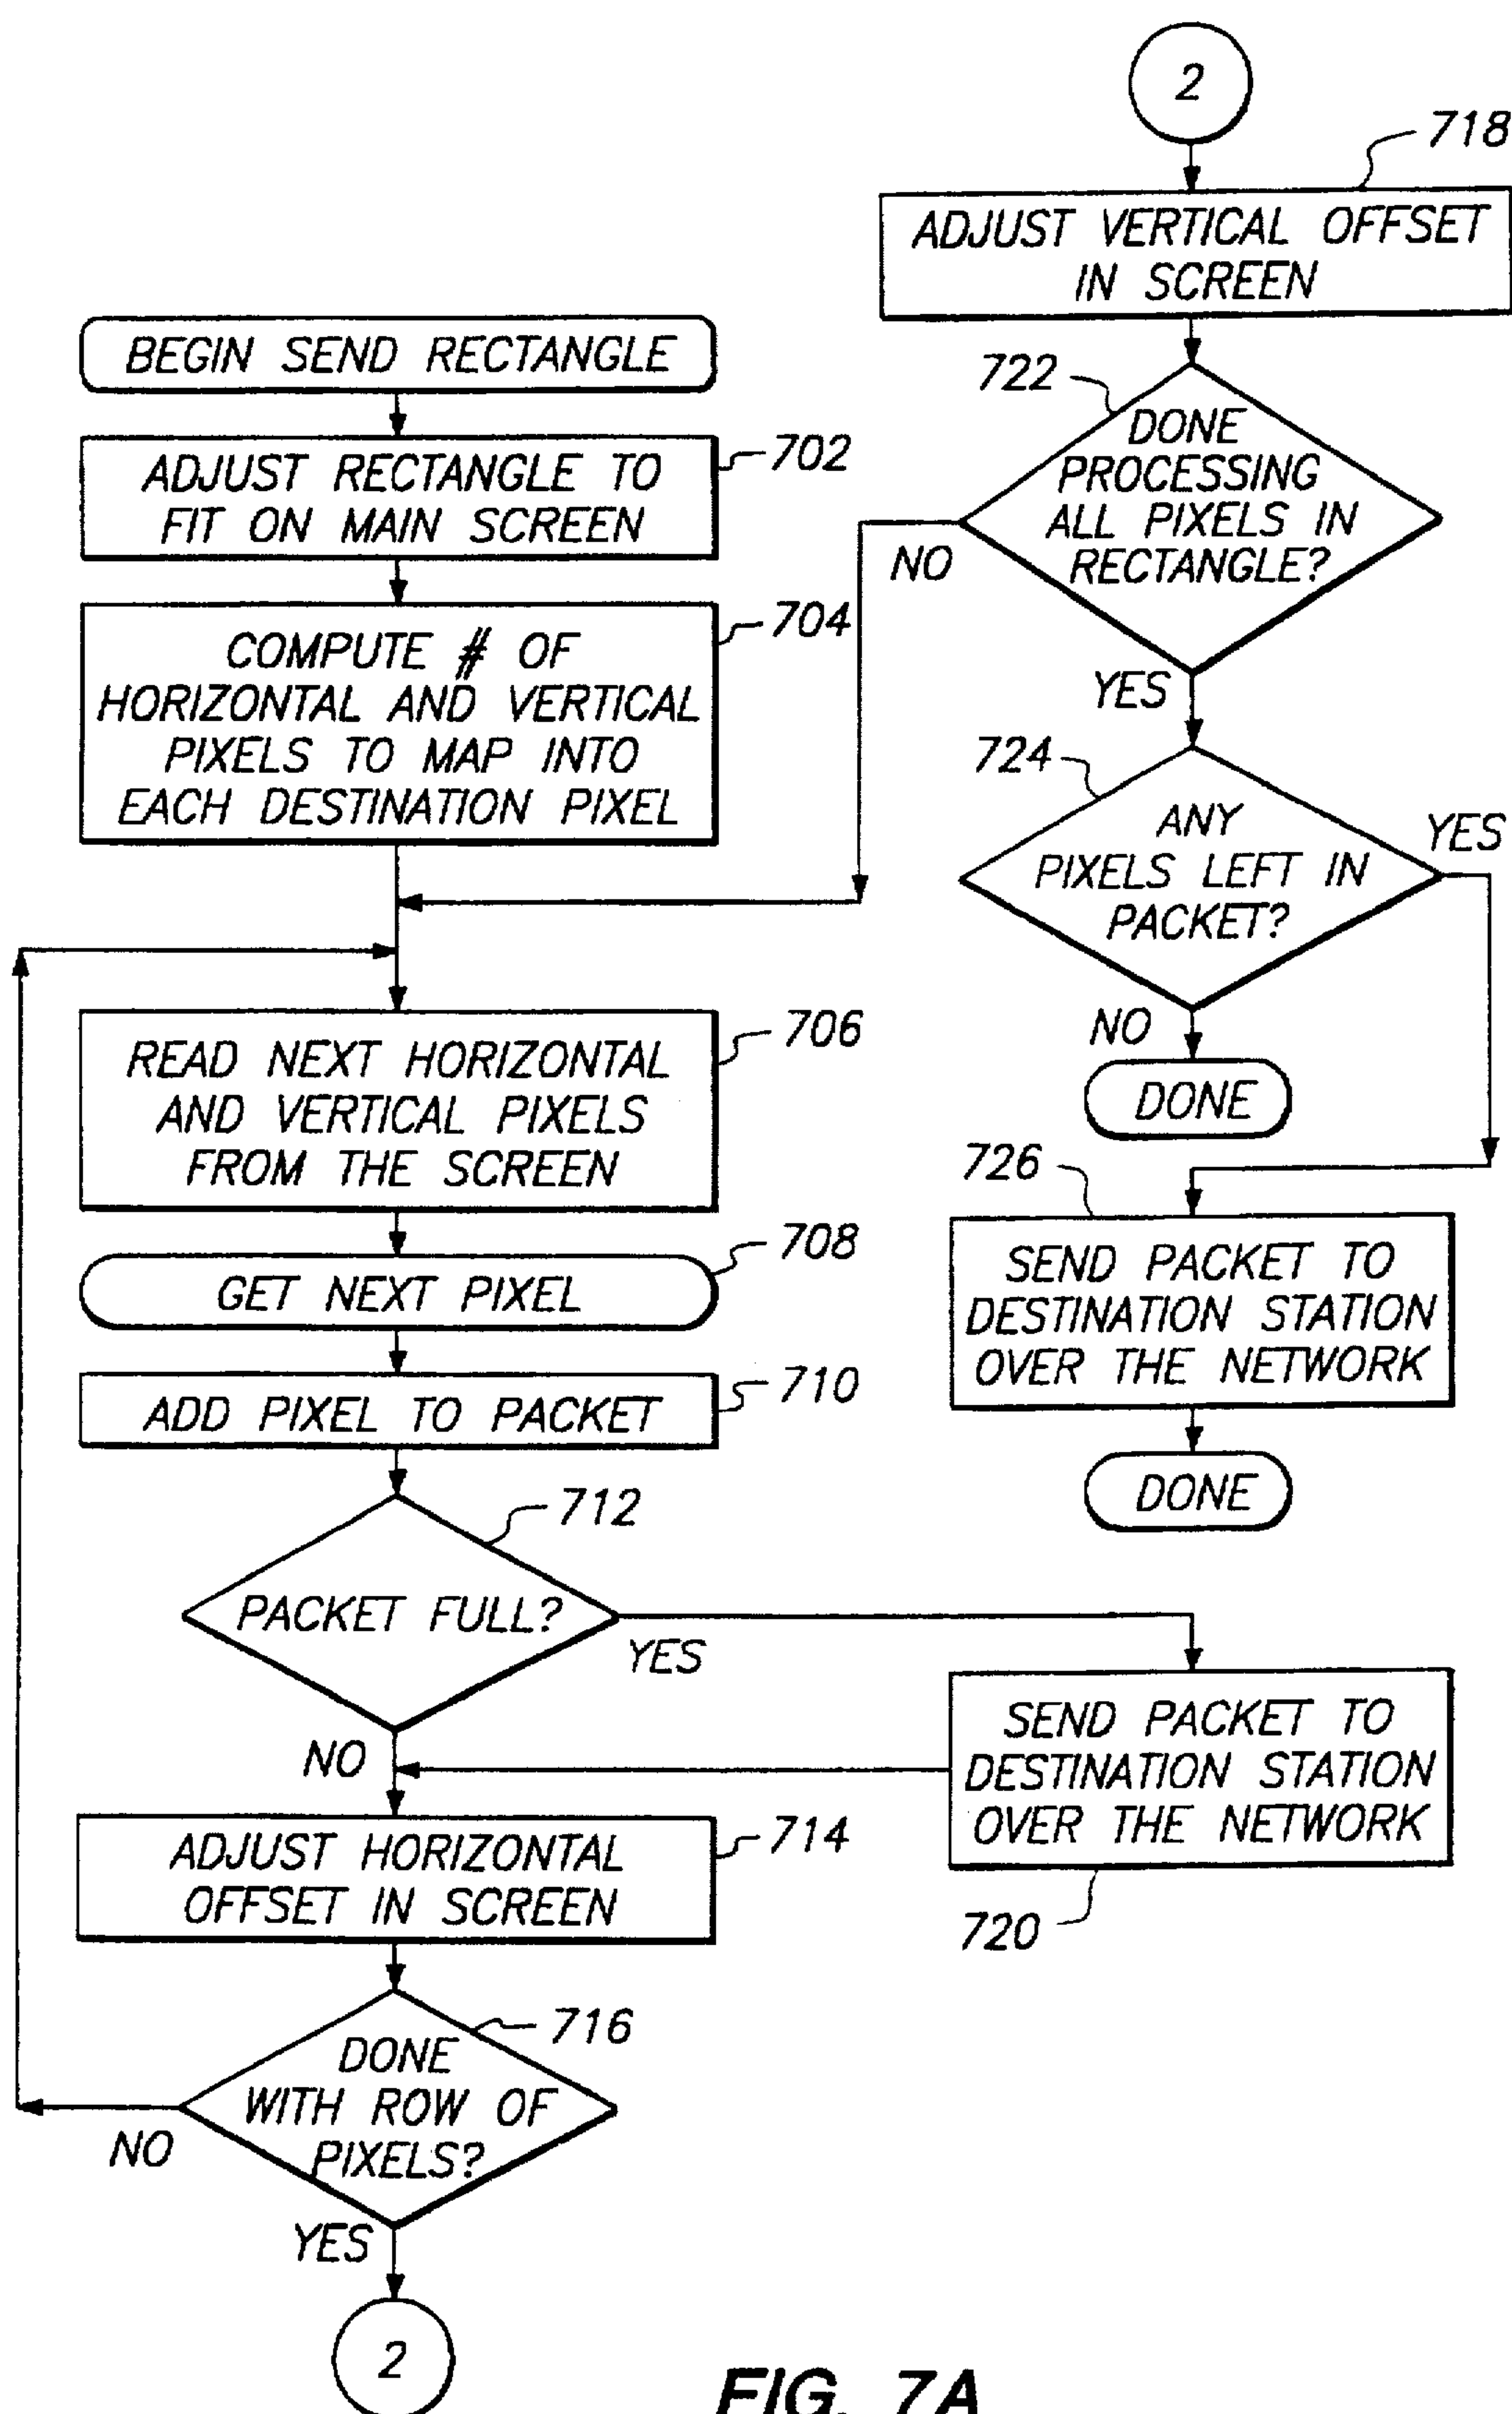 BEGIN SEND RECTANGLE
702
ADJUST RECTANGLE TO
FIT ON MAIN SCREEN
704
COMPUTE # OF
HORIZONTAL AND VERTICAL
PIXELS TO MAP INTO
EACH DESTINATION PIXEL
706
READ NEXT HORIZONTAL
AND VERTICAL PIXELS
FROM THE SCREEN
708
GET NEXT PIXEL
710
ADD PIXEL TO PACKET
712
PACKET FULL?
YES
NO
714
ADJUST HORIZONTAL
OFFSET IN SCREEN
716
DONE
WITH ROW OF
PIXELS?
NO
YES
2
2
718
ADJUST VERTICAL OFFSET
IN SCREEN
722
DONE
PROCESSING
ALL PIXELS IN
RECTANGLE?
NO
YES
724
ANY
PIXELS LEFT IN
PACKET?
YES
NO
DONE
726
SEND PACKET TO
DESTINATION STATION
OVER THE NETWORK
DONE
SEND PACKET TO
DESTINATION STATION
OVER THE NETWORK
720
FIG. 7A